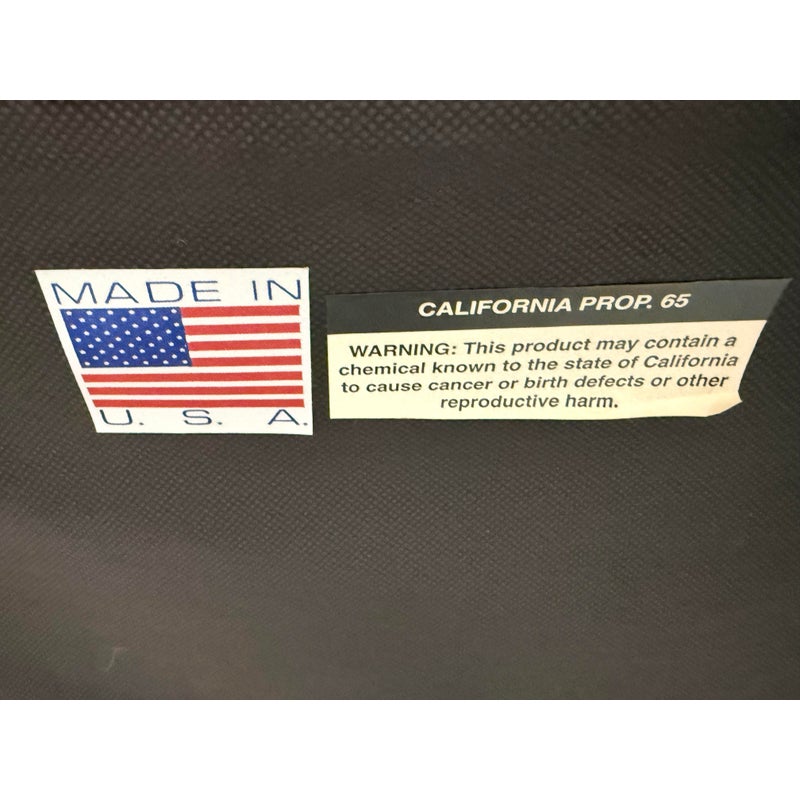 MADE IN
U. S. A.
CALIFORNIA PROP. 65
WARNING: This product may contain a
chemical known to the state of California
to cause cancer or birth defects or other
reproductive harm.